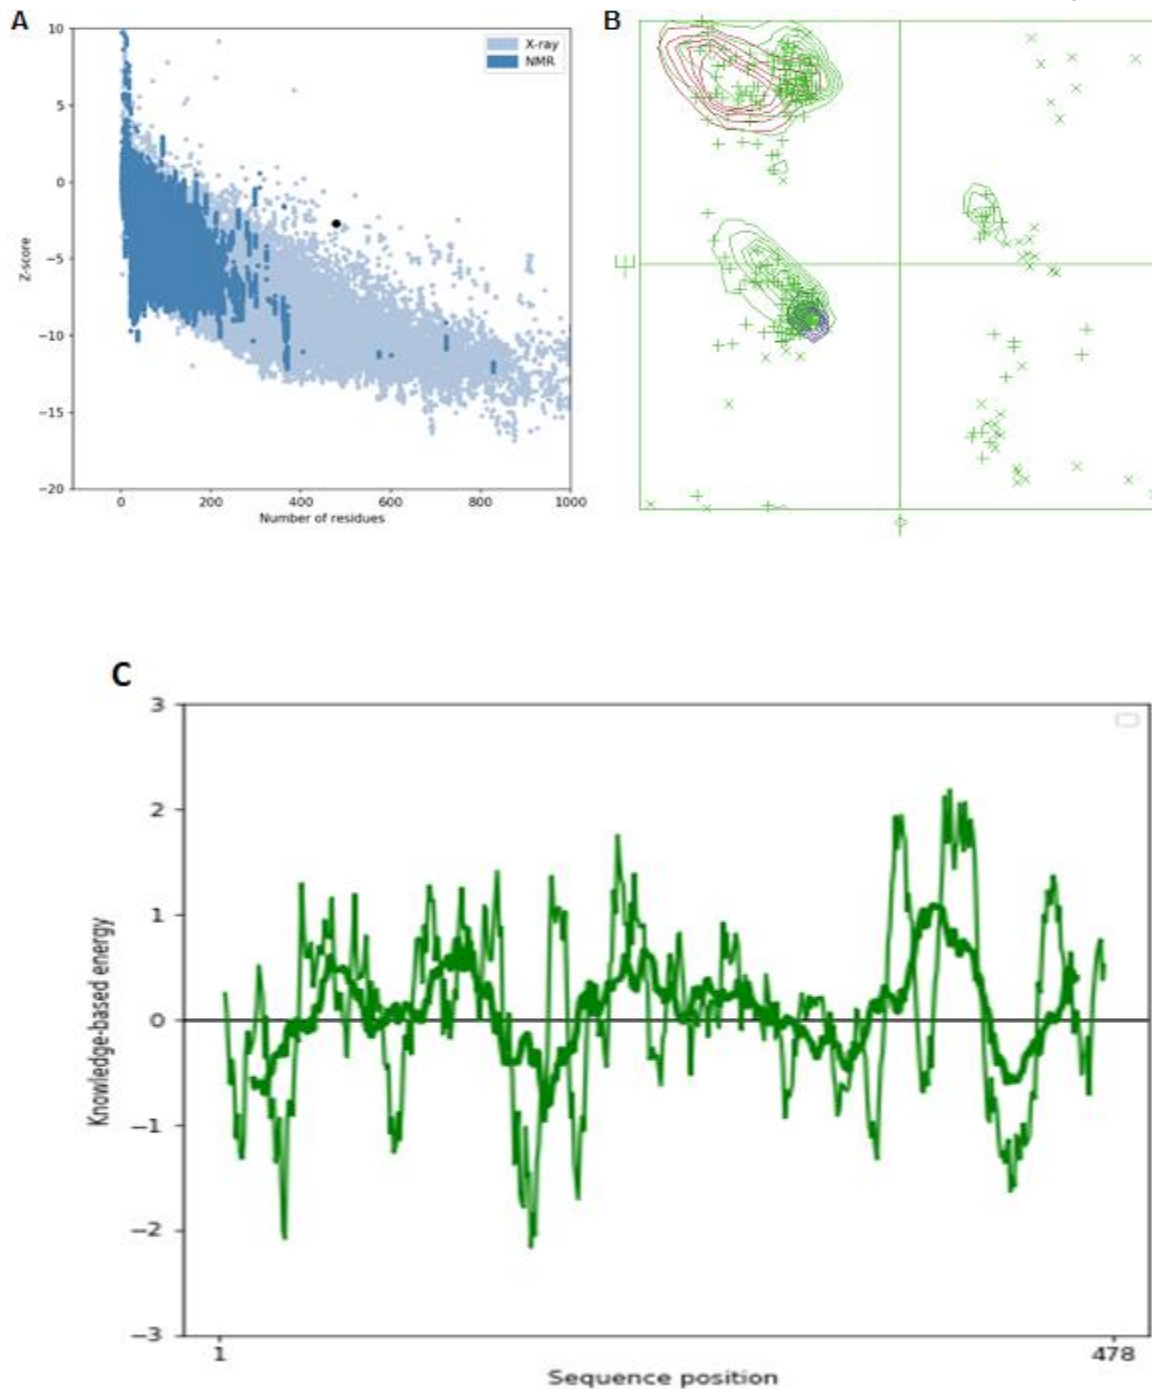 A
B
10
5
0
−5
−10
−15
−20
Z-score
X-ray
NMR
0
200
400
600
800
1000
Number of residues
Ψ
Φ
C
3
2
1
0
−1
−2
−3
Knowledge-based energy
1
478
Sequence position